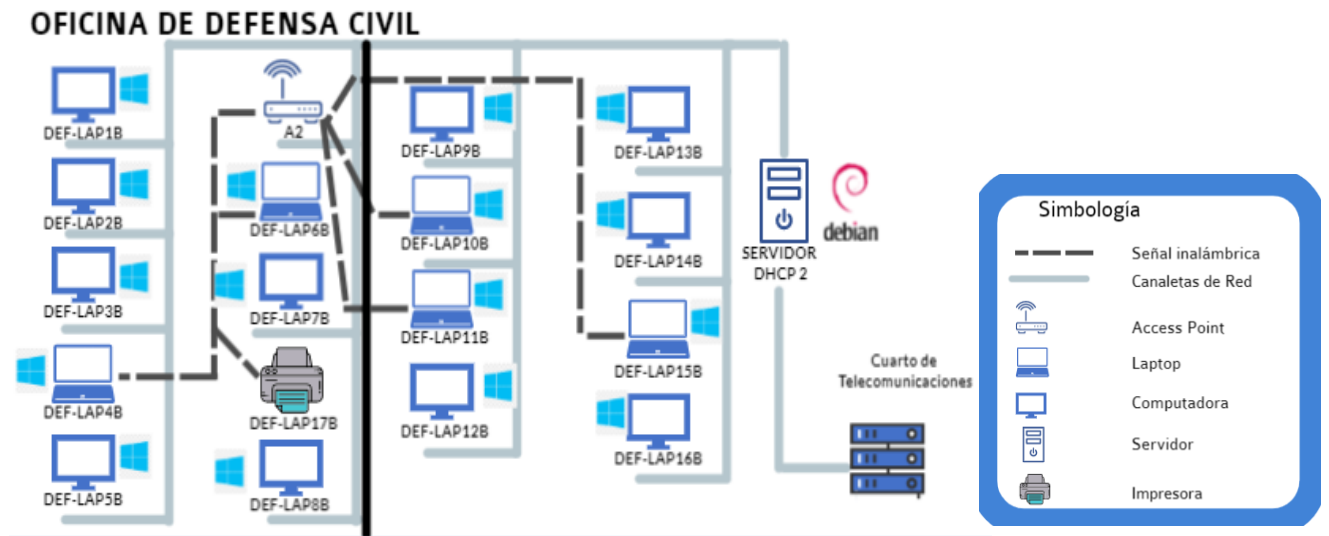 OFICINA DE DEFENSA CIVIL
DEF-LAP1B
DEF-LAP2B
DEF-LAP3B
DEF-LAP4B
DEF-LAP5B
A2
DEF-LAP6B
DEF-LAP7B
DEF-LAP17B
DEF-LAP8B
DEF-LAP9B
DEF-LAP10B
DEF-LAP11B
DEF-LAP12B
DEF-LAP13B
DEF-LAP14B
DEF-LAP15B
DEF-LAP16B
debian
SERVIDOR
DHCP 2
Cuarto de
Telecomunicaciones
Simbología
Señal inalámbrica
Canaletas de Red
Access Point
Laptop
Computadora
Servidor
Impresora